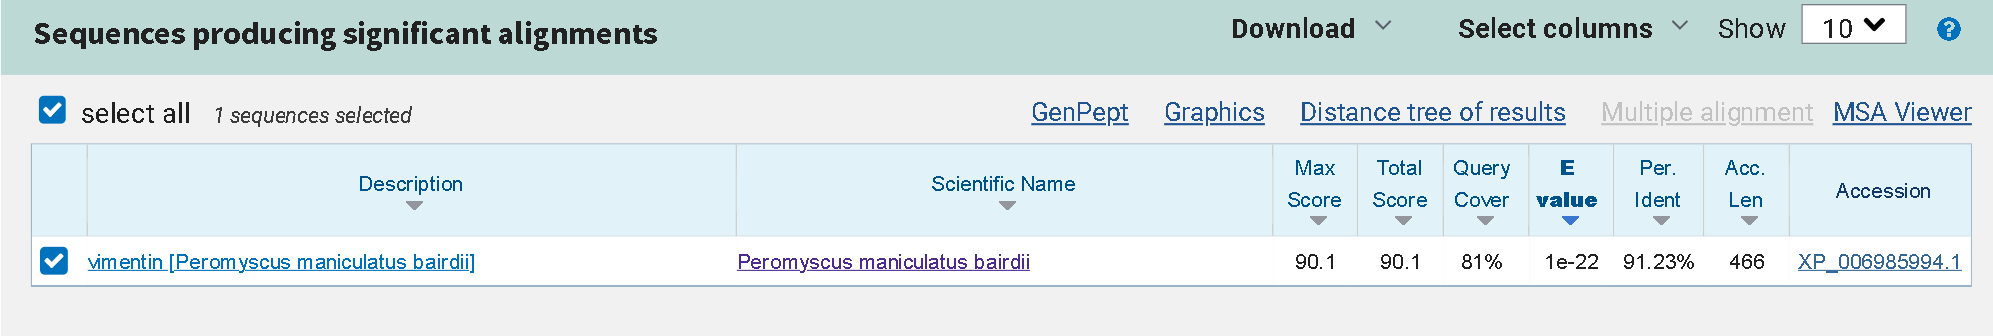 Sequences producing significant alignments Download Select columns Show 10 ?
select all 1 sequences selected GenPept Graphics Distance tree of results Multiple alignment MSA Viewer
Description Scientific Name Max Score Total Score Query Cover E value Per. Ident Acc. Len Accession
vimentin [Peromyscus maniculatus bairdii] Peromyscus maniculatus bairdii 90.1 90.1 81% 1e-22 91.23% 466 XP_006985994.1